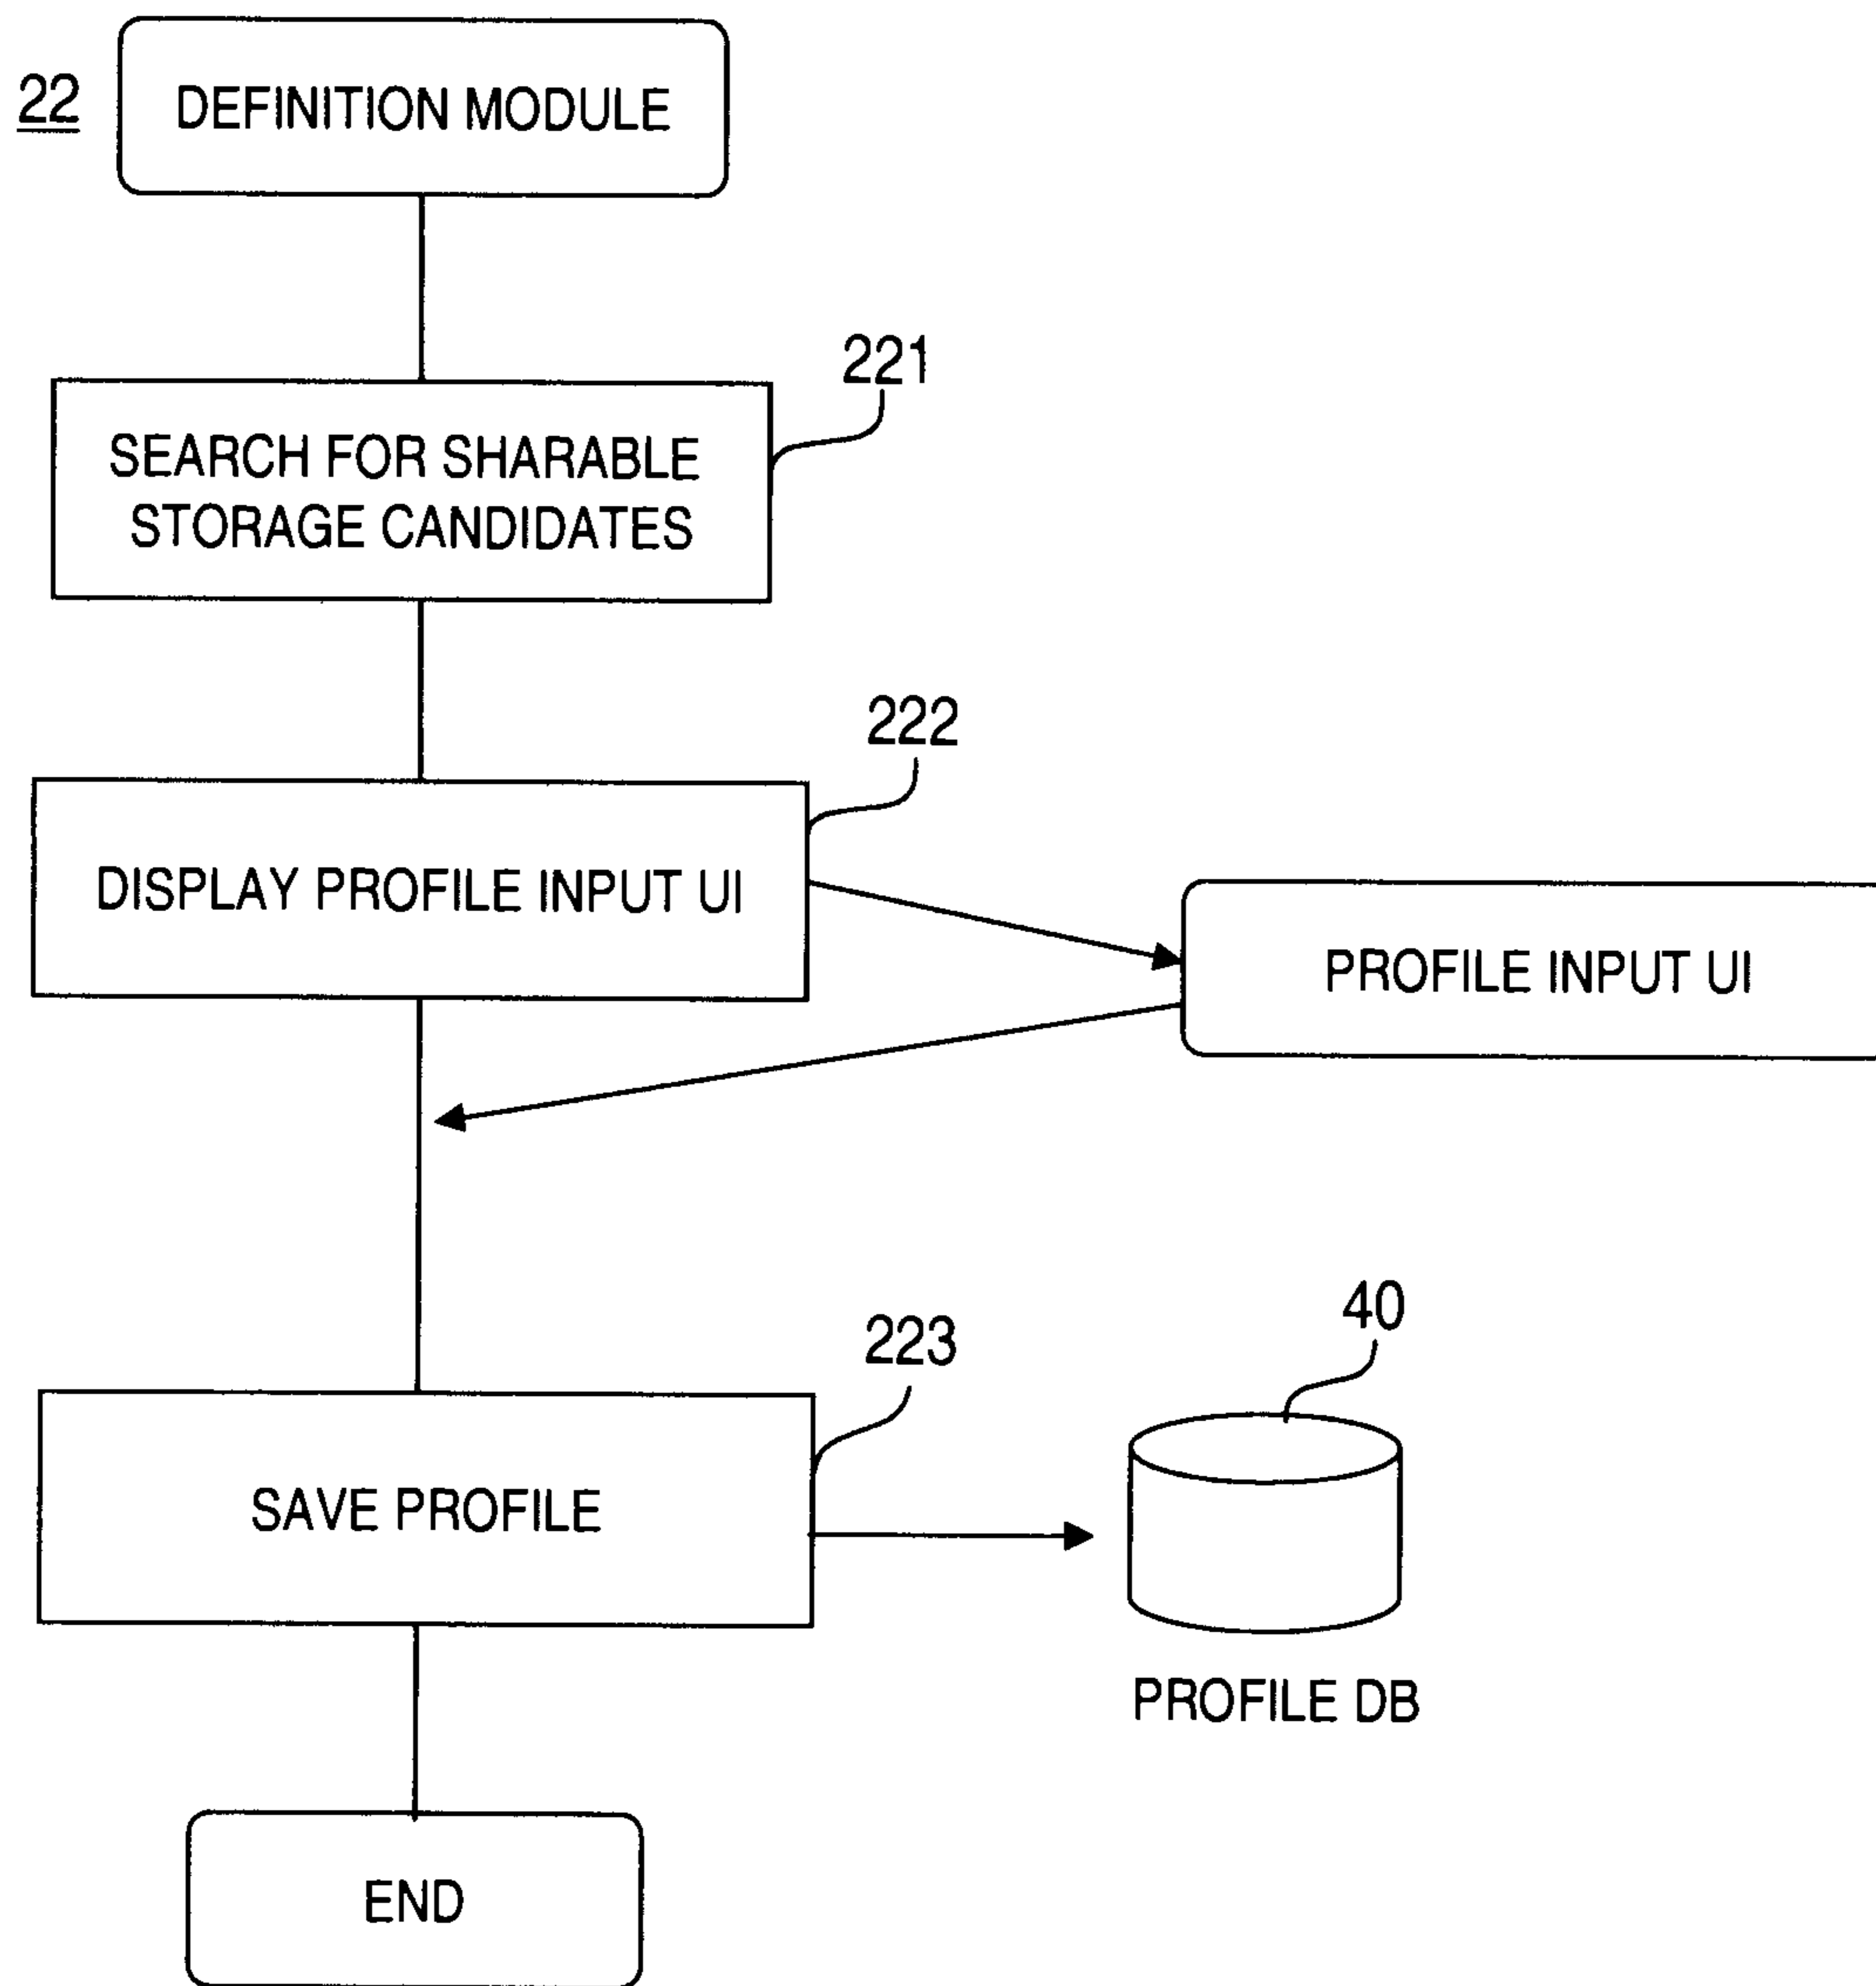 22
DEFINITION MODULE
221
SEARCH FOR SHARABLE
STORAGE CANDIDATES
222
DISPLAY PROFILE INPUT UI
PROFILE INPUT UI
223
40
SAVE PROFILE
PROFILE DB
END